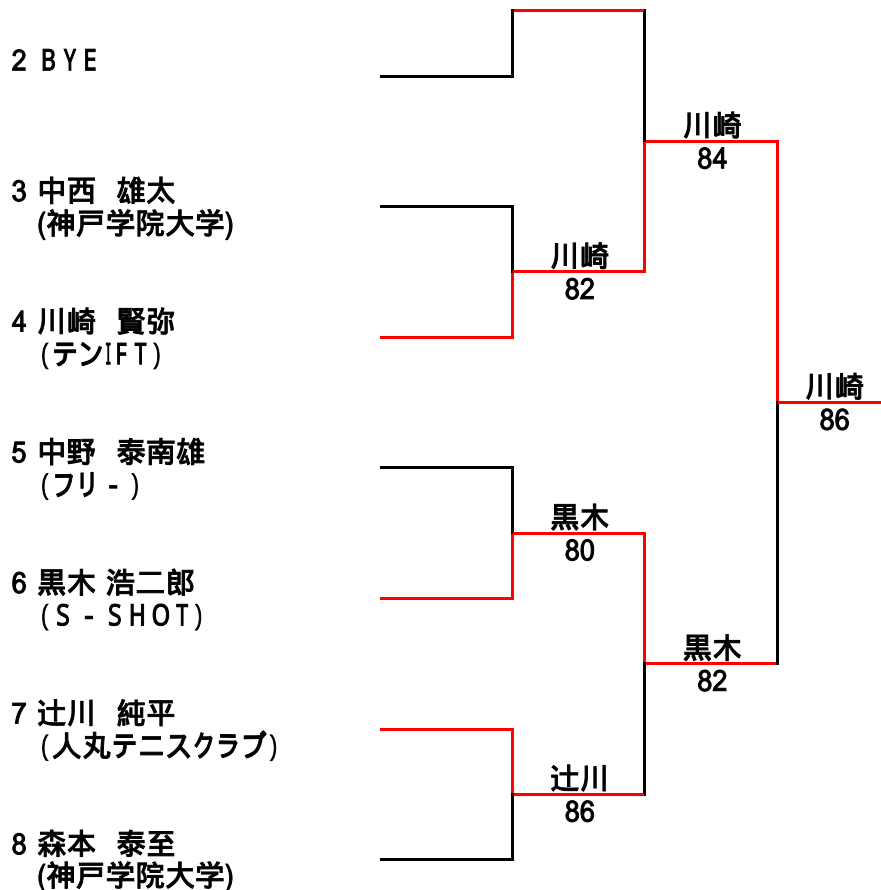 2 BYE
川崎
84
3 中西 雄太
(神戸学院大学)
川崎
82
4 川崎 賢弥
(テンIFT)
川崎
86
5 中野 泰南雄
(フリ-)
黒木
80
6 黒木 浩二郎
(S-SHOT)
黒木
82
7 辻川 純平
(人丸テニスクラブ)
辻川
86
8 森本 泰至
(神戸学院大学)